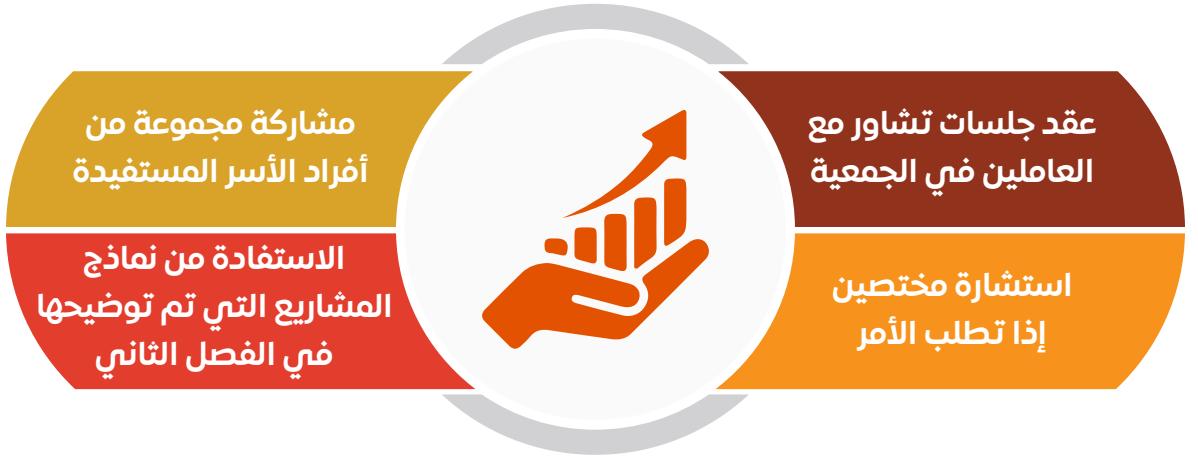 عقد جلسات تشاور مع
العاملين في الجمعية
مشاركة مجموعة من
أفراد الأسر المستفيدة
استشارة مختصين
إذا تطلب الأمر
الاستفادة من نماذج
المشاريع التي تم توضيحها
في الفصل الثاني